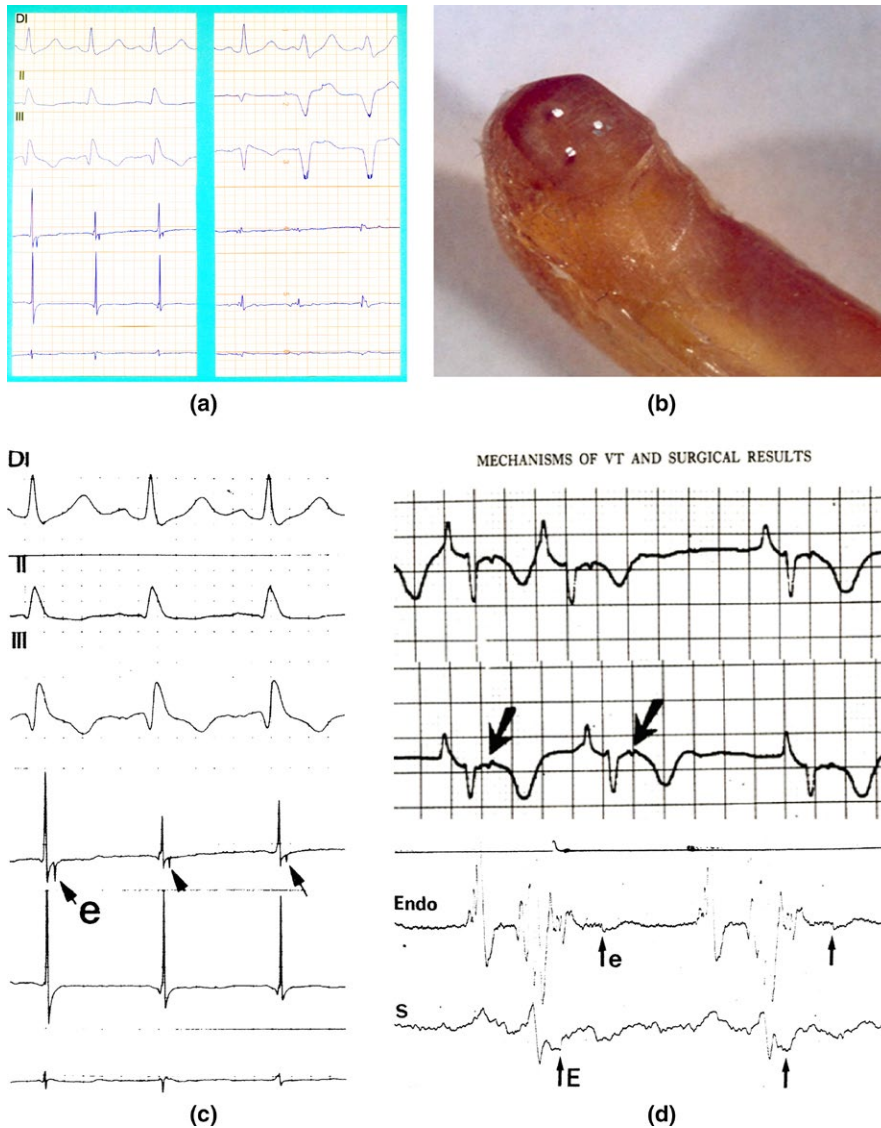 DI
II
III
(a)
(b)
DI
II
III
e
(c)
MECHANISMS OF VT AND SURGICAL RESULTS
Endo
e
S
E
(d)